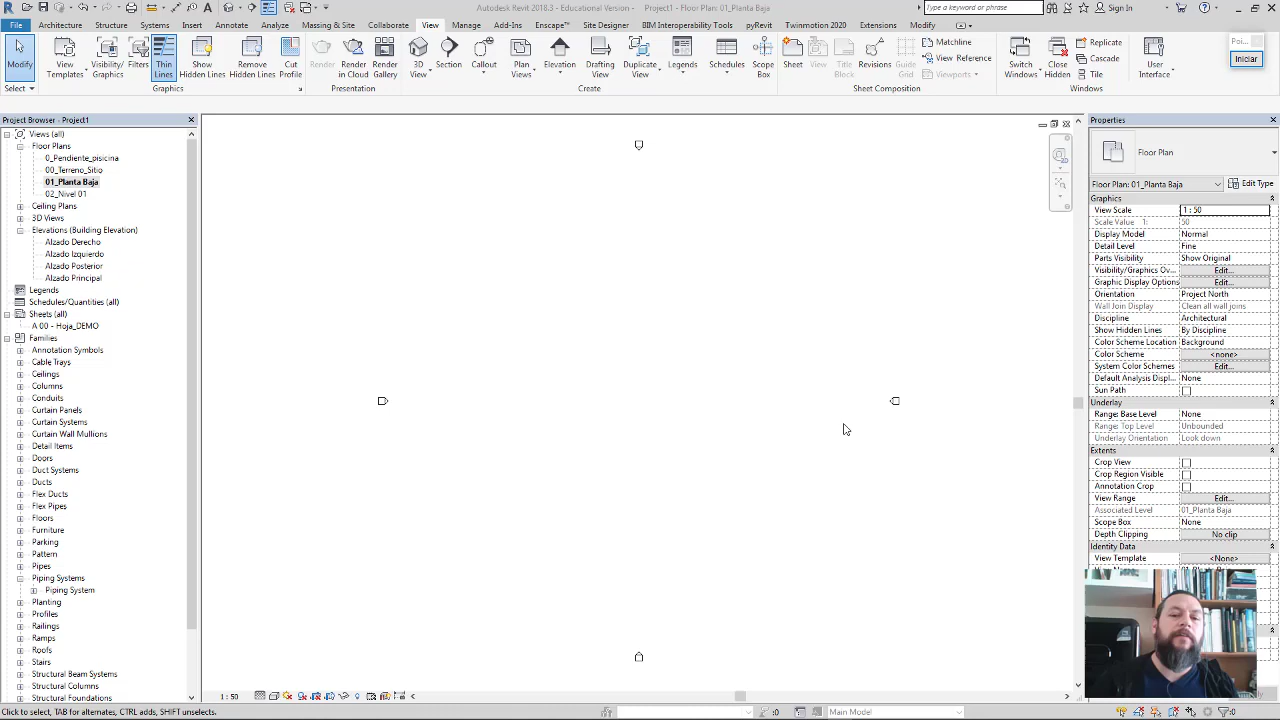 Autodesk Revit 2018.3 - Educational Version -    Project1 - Floor Plan: 01_Planta Baja
Type a keyword or phrase
Sign In
File Architecture Structure Systems Insert Annotate Analyze Massing & Site Collaborate View Manage Add-Ins Enscape™ Site Designer BIM Interoperability Tools pyRevit Twinmotion 2020 Extensions Modify
Poi...
Iniciar
Modify
View Templates
Visibility/ Graphics
Filters
Thin Lines
Show Hidden Lines
Remove Hidden Lines
Cut Profile
Render
Render in Cloud
Render Gallery
3D View
Section
Callout
Plan Views
Elevation
Drafting View
Duplicate View
Legends
Schedules
Scope Box
Sheet
View
Title Block
Revisions
Guide Grid
Matchline
View Reference
Viewports
Switch Windows
Close Hidden
Replicate
Cascade
Tile
User Interface
Select
Graphics
Presentation
Create
Sheet Composition
Windows
Project Browser - Project1
Views (all)
Floor Plans
0_Pendiente_pisicina
00_Terreno_Sitio
01_Planta Baja
02_Nivel 01
Ceiling Plans
3D Views
Elevations (Building Elevation)
Alzado Derecho
Alzado Izquierdo
Alzado Posterior
Alzado Principal
Legends
Schedules/Quantities (all)
Sheets (all)
A 00 - Hoja_DEMO
Families
Annotation Symbols
Cable Trays
Ceilings
Columns
Conduits
Curtain Panels
Curtain Systems
Curtain Wall Mullions
Detail Items
Doors
Duct Systems
Ducts
Flex Ducts
Flex Pipes
Floors
Furniture
Parking
Pattern
Pipes
Piping Systems
Piping System
Planting
Profiles
Railings
Ramps
Roofs
Stairs
Structural Beam Systems
Structural Columns
Structural Foundations
Properties
Floor Plan
Floor Plan: 01_Planta Baja
Edit Type
Graphics
View Scale 1 : 50
Scale Value 1: 50
Display Model Normal
Detail Level Fine
Parts Visibility Show Original
Visibility/Graphics Ov... Edit...
Graphic Display Options Edit...
Orientation Project North
Wall Join Display Clean all wall joins
Discipline Architectural
Show Hidden Lines By Discipline
Color Scheme Location Background
Color Scheme <none>
System Color Schemes Edit...
Default Analysis Displ... None
Sun Path
Underlay
Range: Base Level None
Range: Top Level Unbounded
Underlay Orientation Look down
Extents
Crop View
Crop Region Visible
Annotation Crop
View Range Edit...
Associated Level 01_Planta Baja
Scope Box None
Depth Clipping No clip
Identity Data
View Template <None>
1 : 50
Click to select, TAB for alternates, CTRL adds, SHIFT unselects.
:0
Main Model
:0